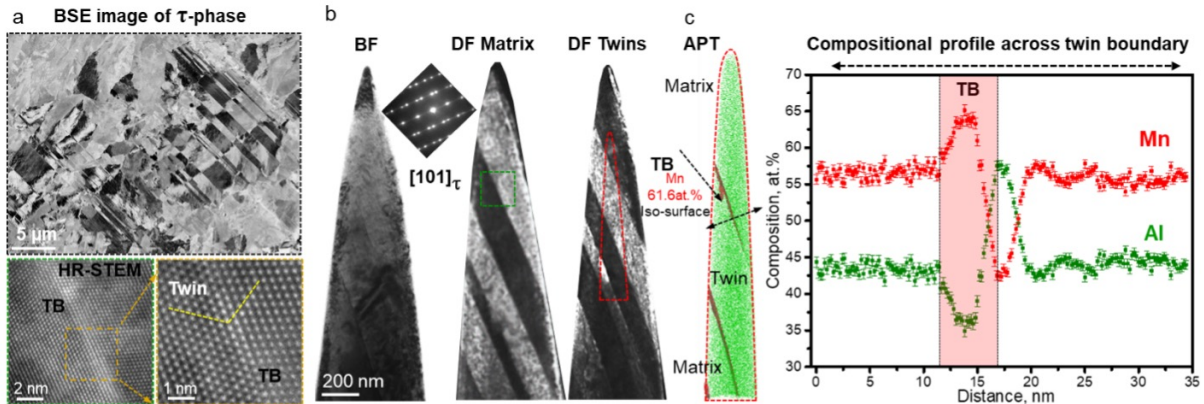 a
BSE image of τ-phase
5 μm
HR-STEM
TB
2 nm
Twin
TB
1 nm
b
BF
DF Matrix
DF Twins
[101]τ
200 nm
c
APT
Matrix
TB
Mn
61.6at.%
Iso-surface
Twin
Matrix
Compositional profile across twin boundary
TB
Mn
Al
Composition, at.%
70
65
60
55
50
45
40
35
30
0 5 10 15 20 25 30 35
Distance, nm